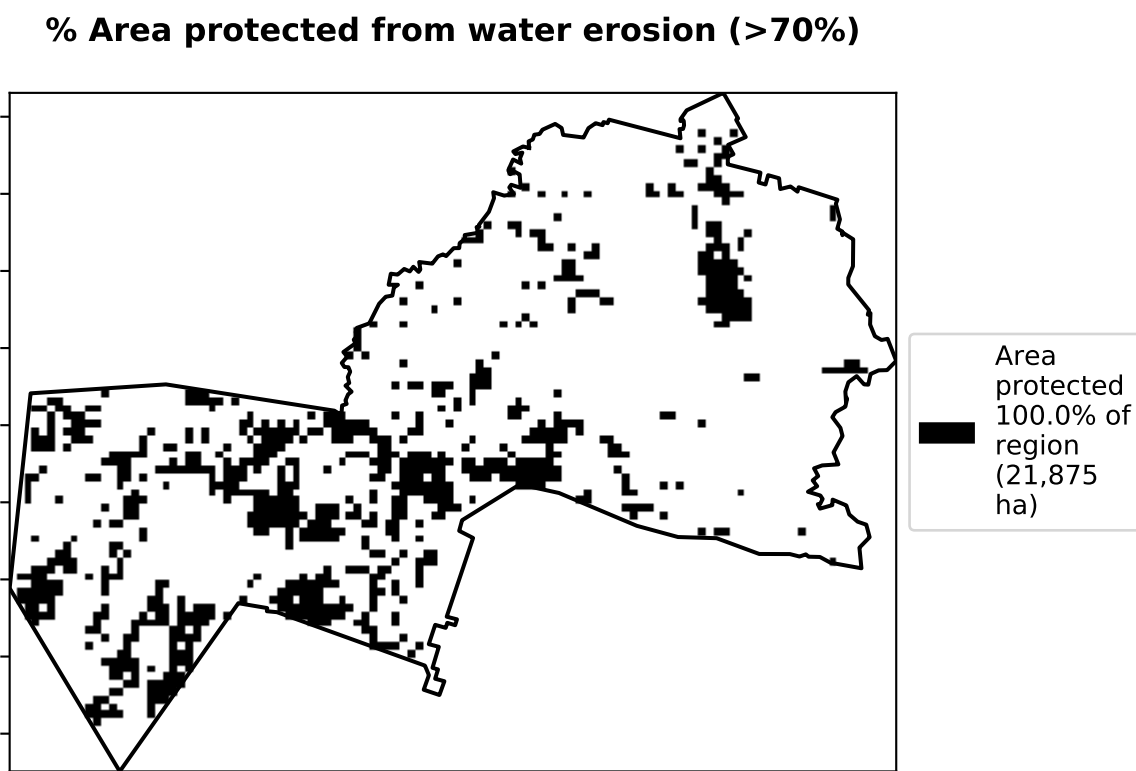 % Area protected from water erosion (>70%)
Area
protected
100.0% of
region
(21,875
ha)